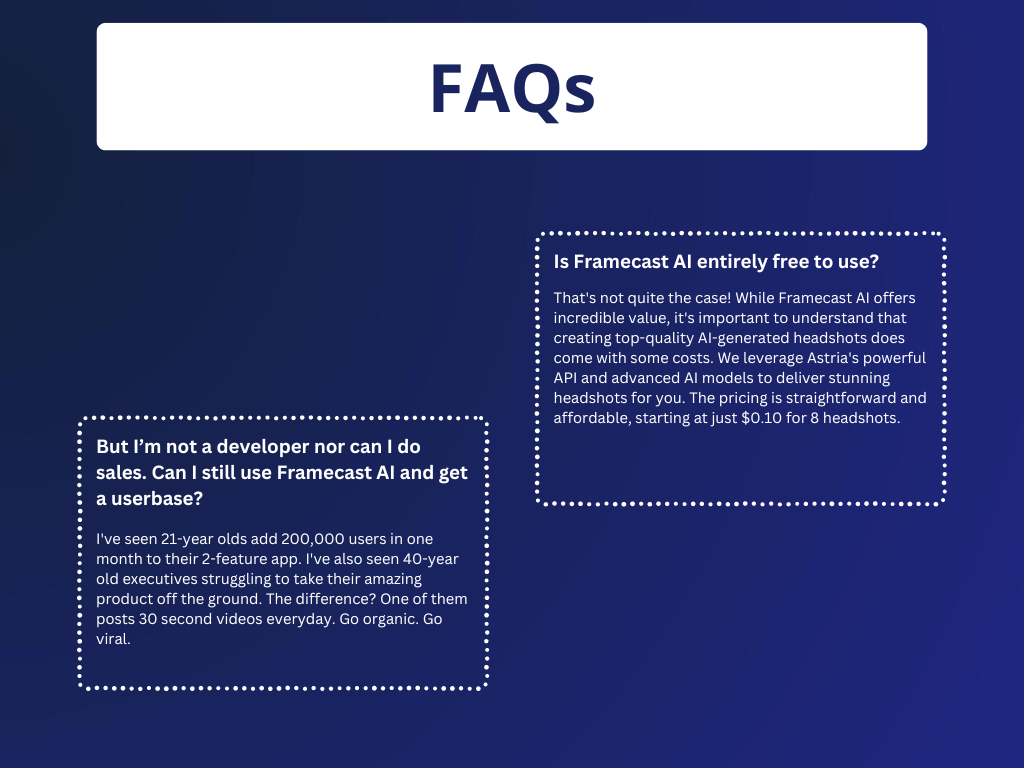 FAQs
Is Framecast AI entirely free to use?
That's not quite the case! While Framecast AI offers
incredible value, it's important to understand that
creating top-quality AI-generated headshots does
come with some costs. We leverage Astria's powerful
API and advanced AI models to deliver stunning
headshots for you. The pricing is straightforward and
affordable, starting at just $0.10 for 8 headshots.
But I’m not a developer nor can I do
sales. Can I still use Framecast AI and get
a userbase?
I've seen 21-year olds add 200,000 users in one
month to their 2-feature app. I've also seen 40-year
old executives struggling to take their amazing
product off the ground. The difference? One of them
posts 30 second videos everyday. Go organic. Go
viral.